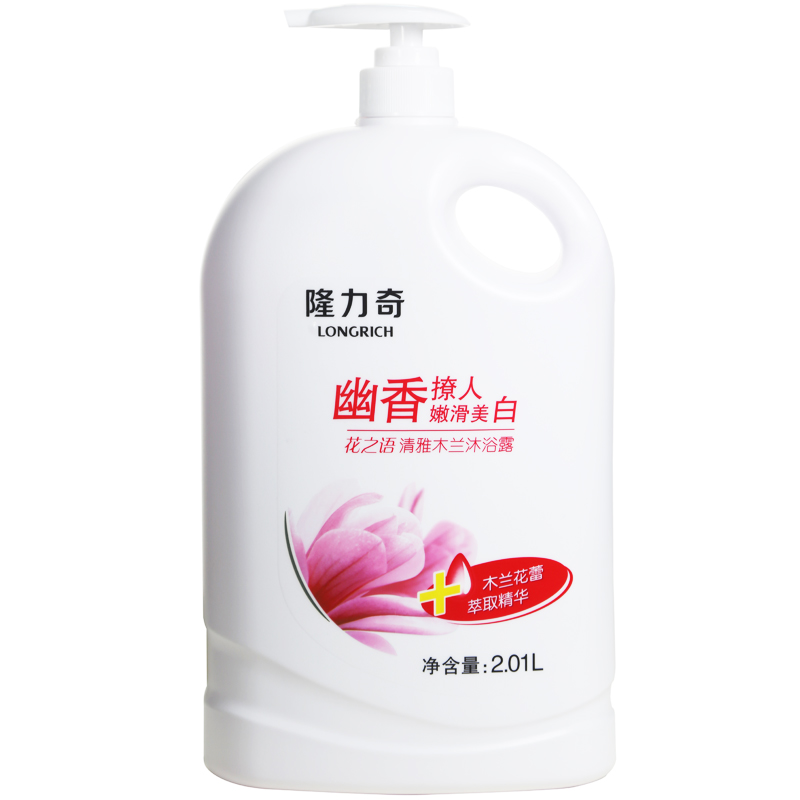 隆力奇
LONGRICH
幽香撩人
嫩滑美白
花之语 清雅木兰沐浴露
木兰花蕾
萃取精华
净含量：2.01L